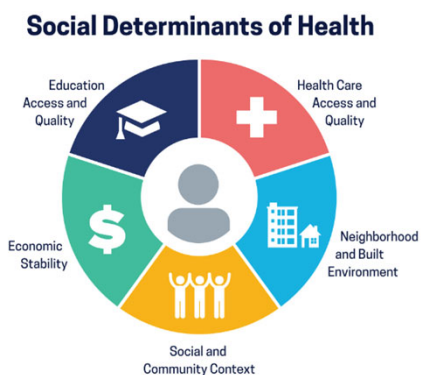 Social Determinants of Health
Education
Access and
Quality
Health Care
Access and
Quality
Economic
Stability
$
Neighborhood
and Built
Environment
Social and
Community Context